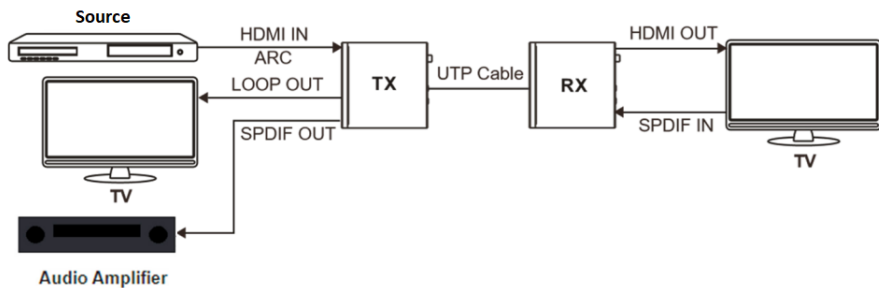 Source
HDMI IN
ARC
LOOP OUT
SPDIF OUT
TX
UTP Cable
RX
HDMI OUT
SPDIF IN
TV
TV
Audio Amplifier